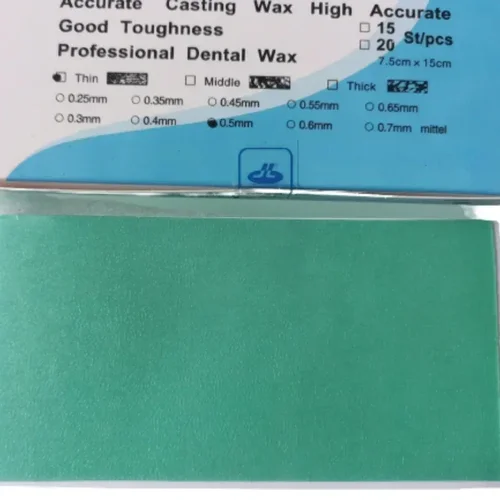 Accurate Casting Wax High Accurate
Good Toughness
Professional Dental Wax
15
20 St/pcs
7.5cm x 15cm
Thin Middle Thick
0.25mm 0.35mm 0.45mm 0.55mm 0.65mm
0.3mm 0.4mm 0.5mm 0.6mm 0.7mm mittel